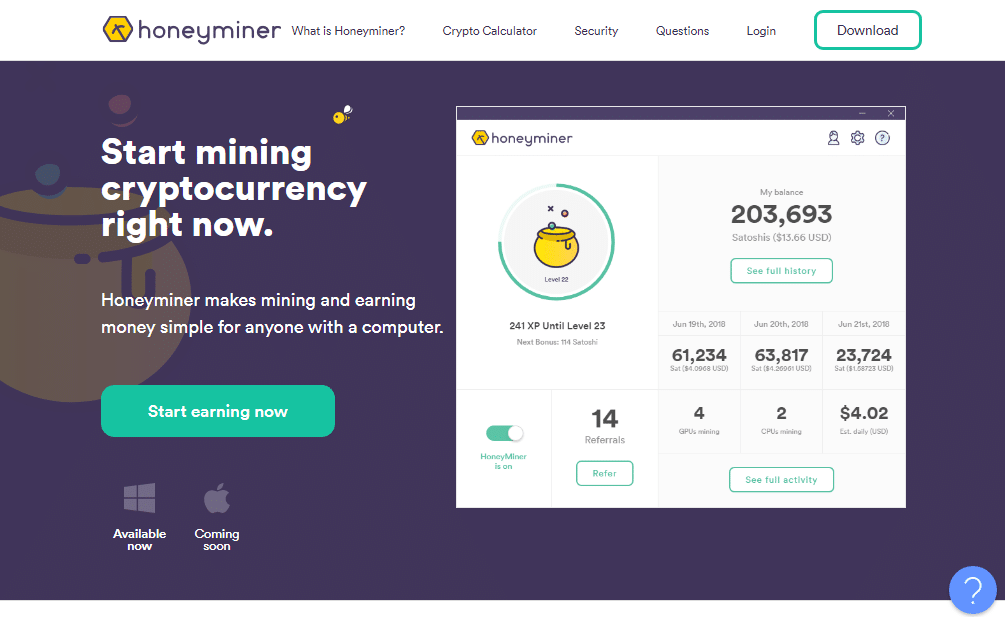 honeyminer What is Honeyminer? Crypto Calculator Security Questions Login Download
Start mining
cryptocurrency
right now.
Honeyminer makes mining and earning
money simple for anyone with a computer.
Start earning now
Available
now
Coming
soon
honeyminer ?
Level 22
241 XP Until Level 23
Next Bonus: 114 Satoshi
My balance
203,693
Satoshis ($13.66 USD)
See full history
Jun 19th, 2018 Jun 20th, 2018 Jun 21st, 2018
61,234 63,817 23,724
Sat ($4.0968 USD) Sat ($4.26961 USD) Sat ($1.58723 USD)
HoneyMiner
is on
14
Referrals
Refer
4 2 $4.02
GPUs mining CPUs mining Est. daily (USD)
See full activity
?